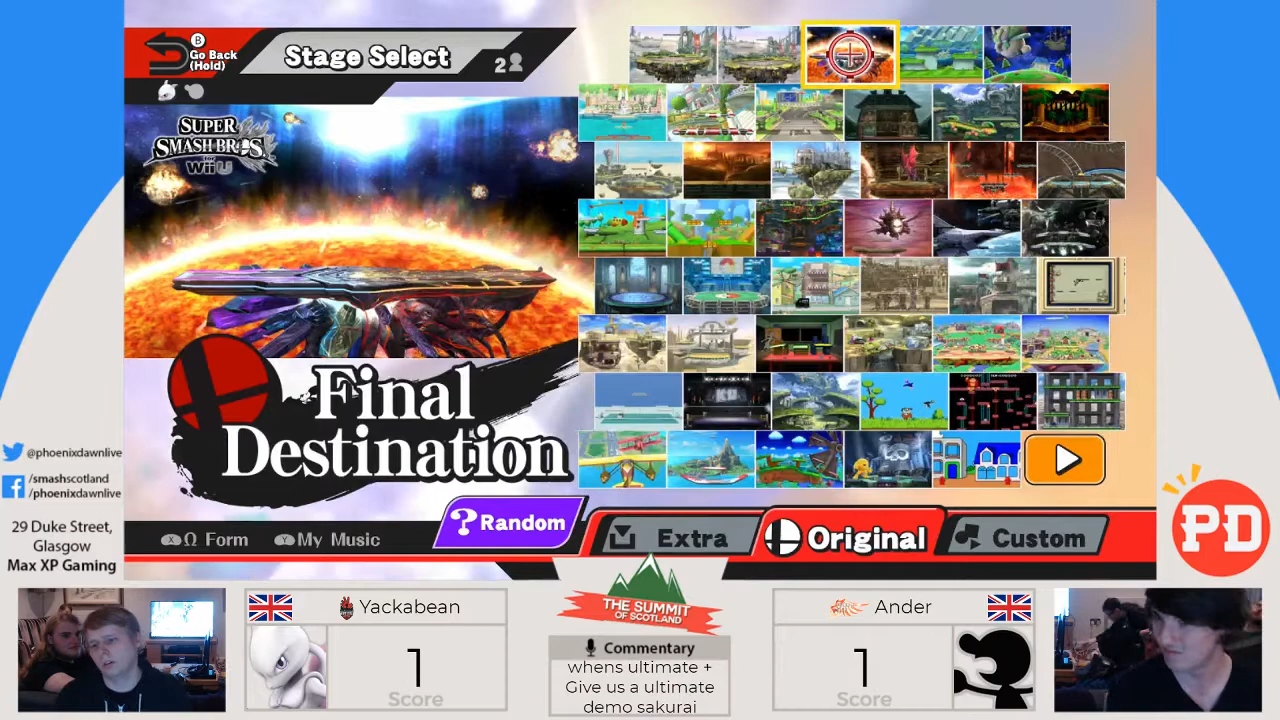 B
Go Back
(Hold)
Stage Select
2
SUPER
SMASH BROS.
for
Wii U
Final
Destination
X Ω Form
Y My Music
? Random
Extra
Original
Custom
@phoenixdawnlive
/smashscotland
/phoenixdawnlive
29 Duke Street,
Glasgow
Max XP Gaming
PD
Yackabean
1
Score
THE SUMMIT
OF SCOTLAND
Commentary
whens ultimate +
Give us a ultimate
demo sakurai
Ander
1
Score